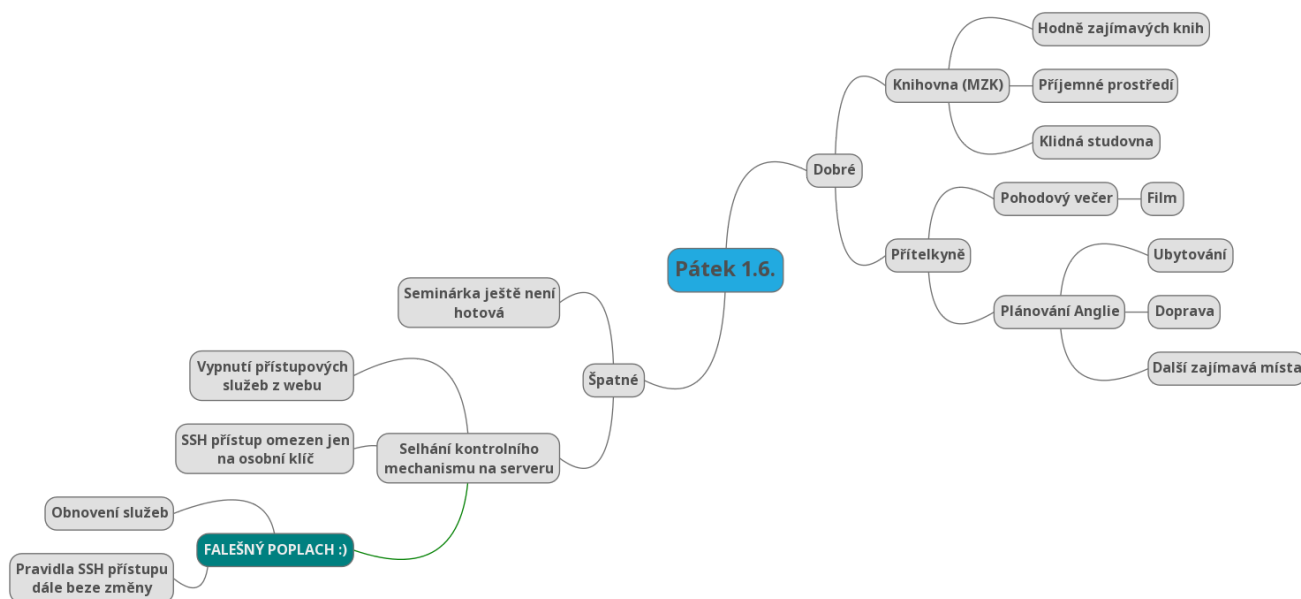 Pátek 1.6.
Dobré
Knihovna (MZK)
Hodně zajímavých knih
Příjemné prostředí
Klidná studovna
Přítelkyně
Pohodový večer
Film
Plánování Anglie
Ubytování
Doprava
Další zajímavá místa
Špatné
Seminárka ještě není
hotová
Selhání kontrolního
mechanismu na serveru
Vypnutí přístupových
služeb z webu
SSH přístup omezen jen
na osobní klíč
FALEŠNÝ POPLACH :)
Obnovení služeb
Pravidla SSH přístupu
dále beze změny